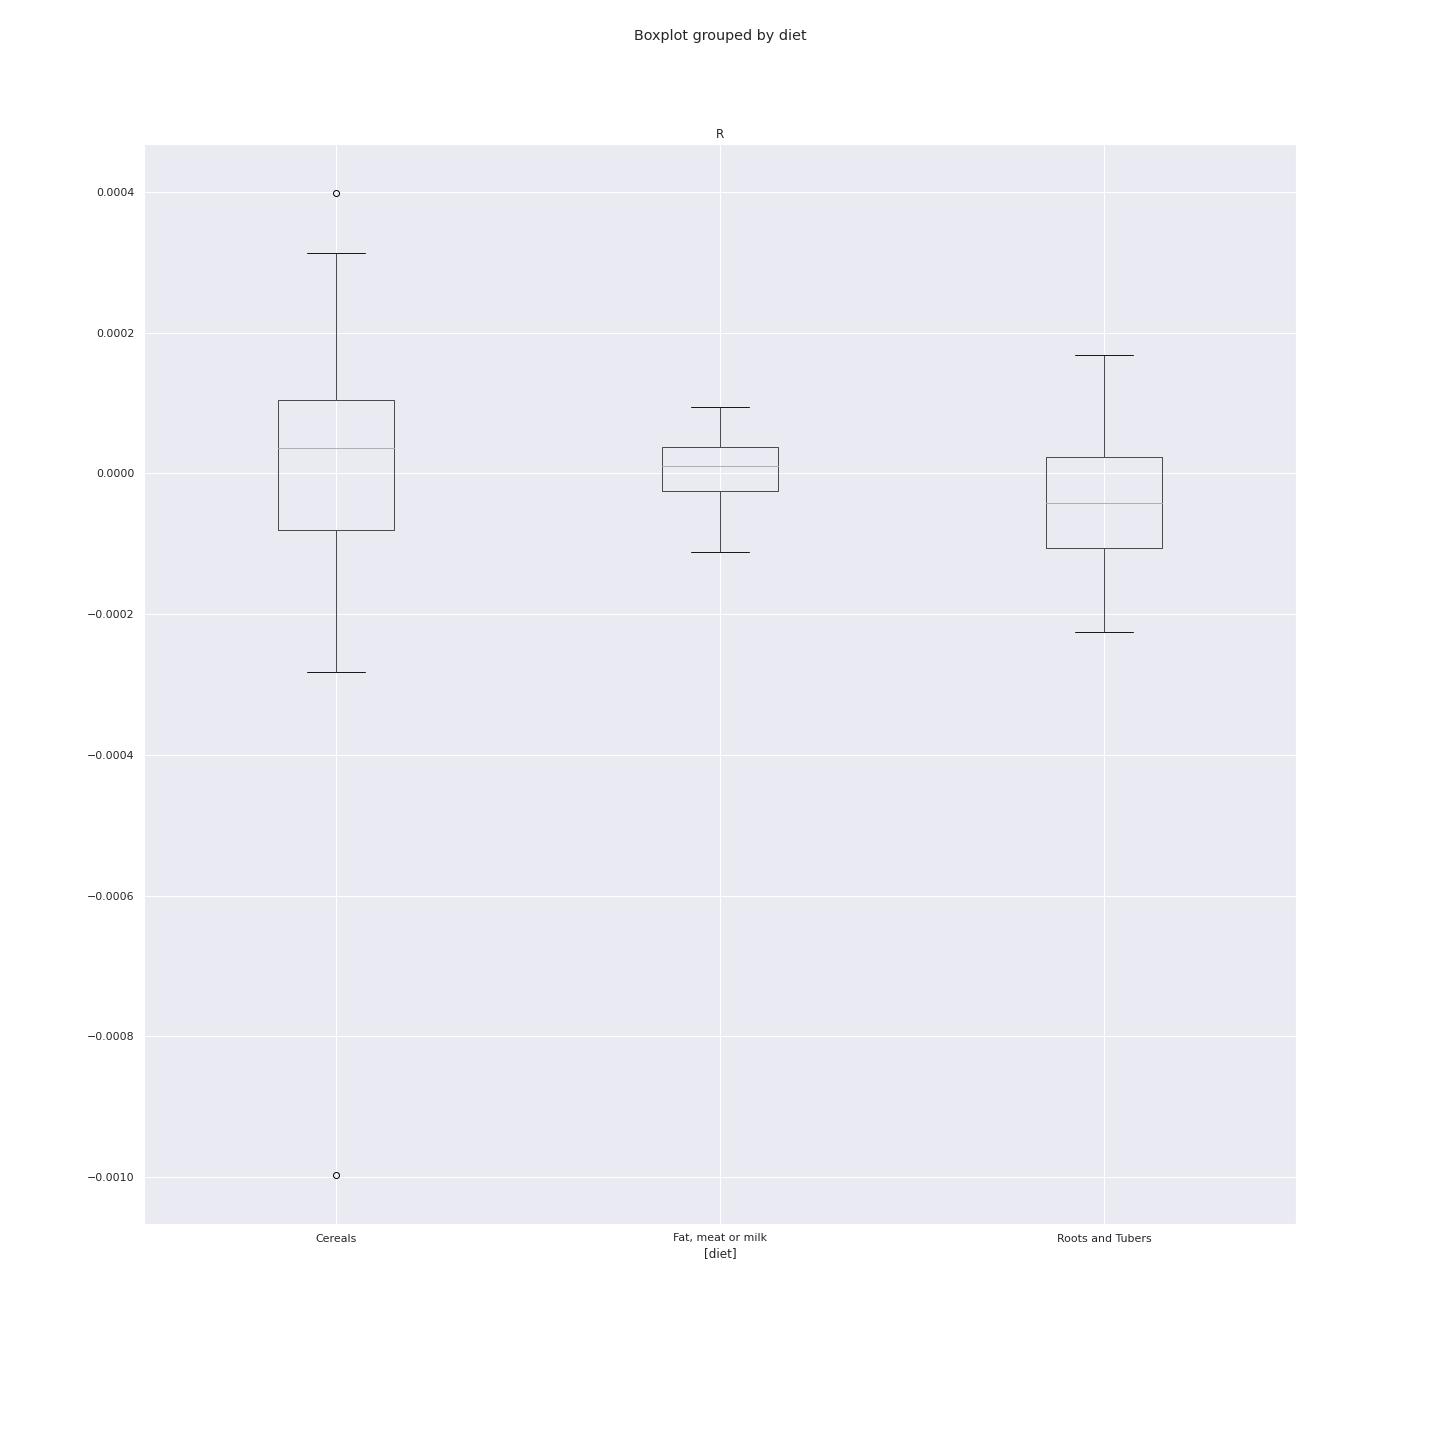 Boxplot grouped by diet
R
0.0004
0.0002
0.0000
−0.0002
−0.0004
−0.0006
−0.0008
−0.0010
Cereals
Fat, meat or milk
Roots and Tubers
[diet]